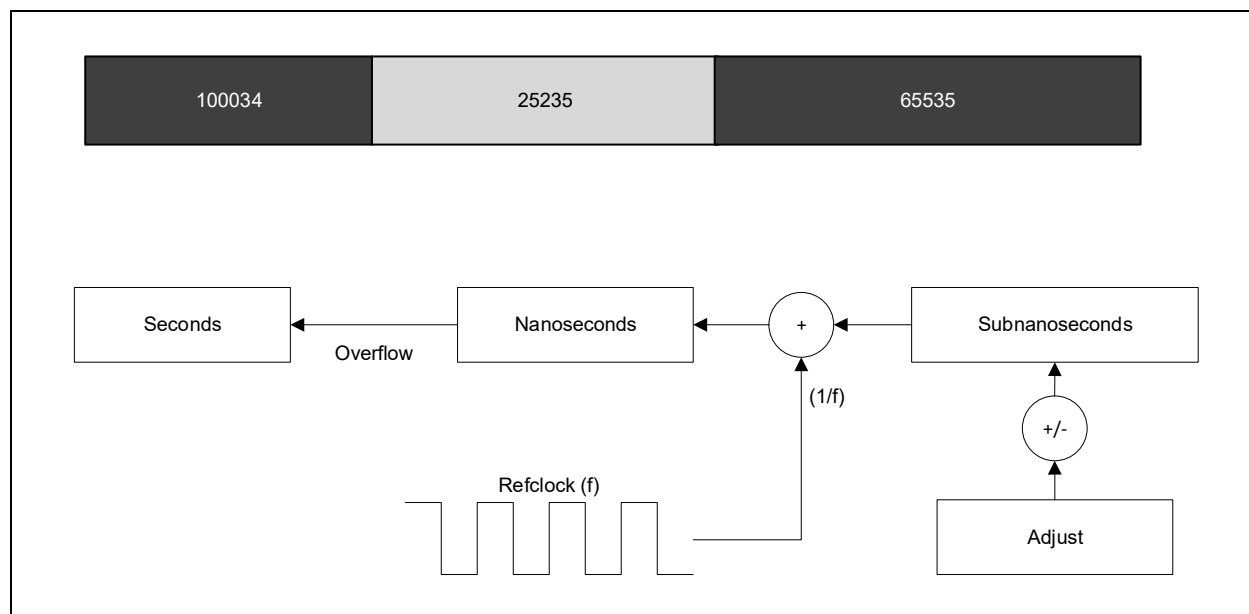 100034 25235 65535
Seconds Nanoseconds + Subnanoseconds
Overflow
(1/f)
+/-
Refclock (f)
Adjust